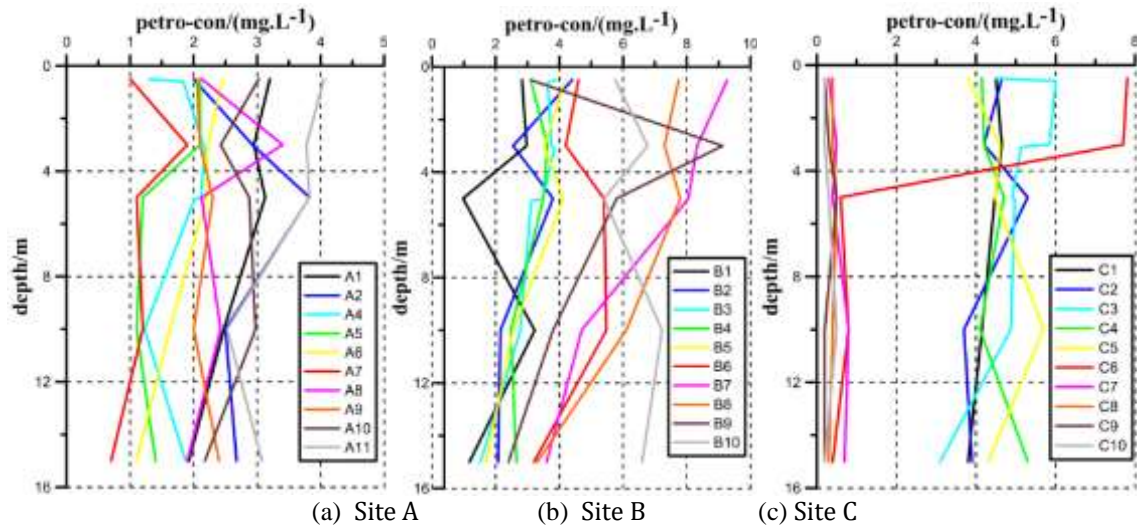 petro-con/(mg.L-1) petro-con/(mg.L-1) petro-con/(mg.L-1)
0 1 2 3 4 5
0 2 4 6 8 10
0 2 4 6 8
0
4
8
12
16
depth/m
A1
A2
A4
A5
A6
A7
A8
A9
A10
A11
0
4
8
12
16
depth/m
B1
B2
B3
B4
B5
B6
B7
B8
B9
B10
0
4
8
12
16
depth/m
C1
C2
C3
C4
C5
C6
C7
C8
C9
C10
(a) Site A (b) Site B (c) Site C